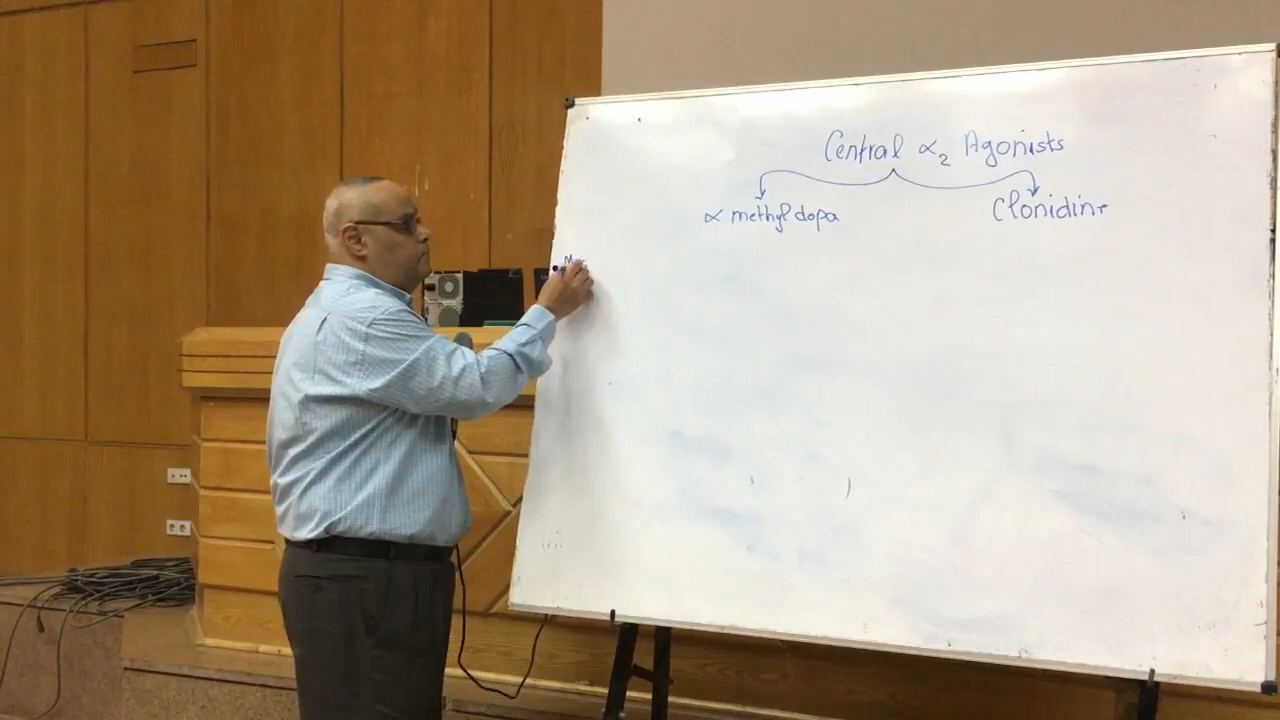 Central α₂ Agonists
α methyl dopa Clonidine